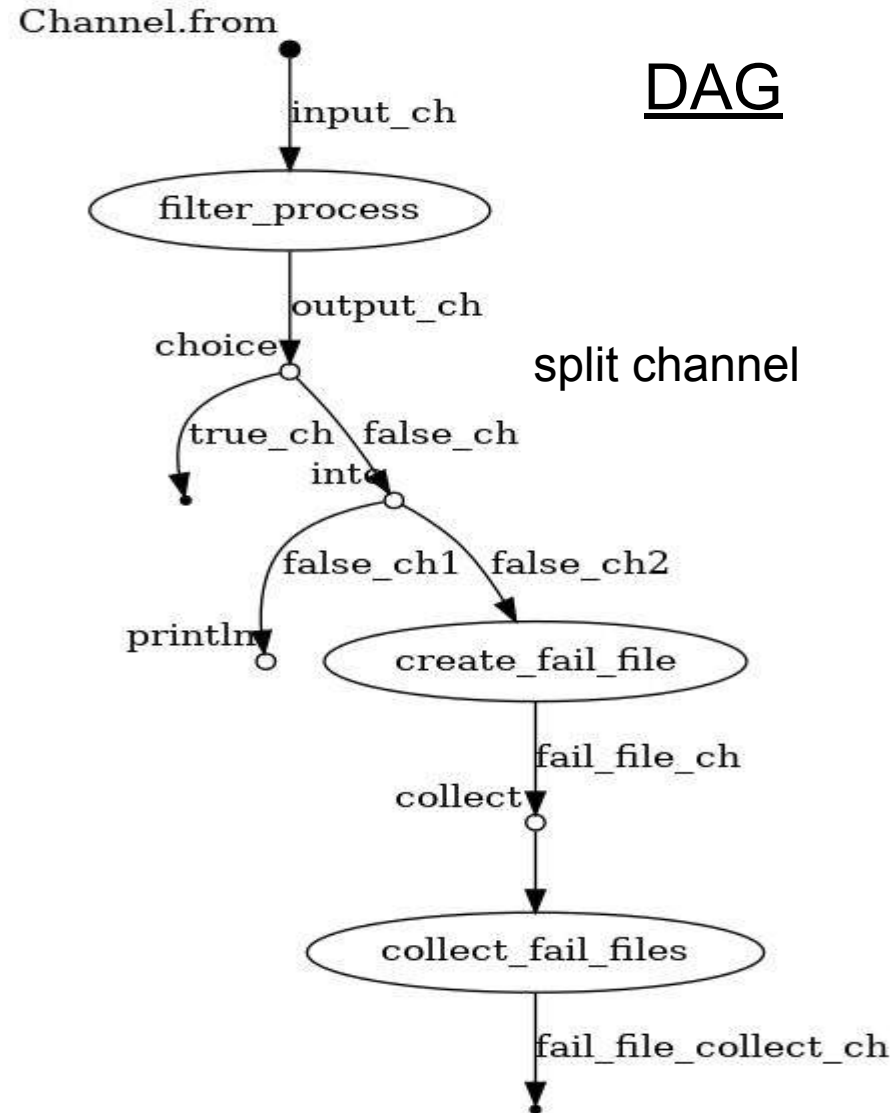 Channel.from
DAG
input_ch
filter_process
output_ch
choice
split channel
true_ch
false_ch
into
false_ch1
false_ch2
println
create_fail_file
fail_file_ch
collect
collect_fail_files
fail_file_collect_ch